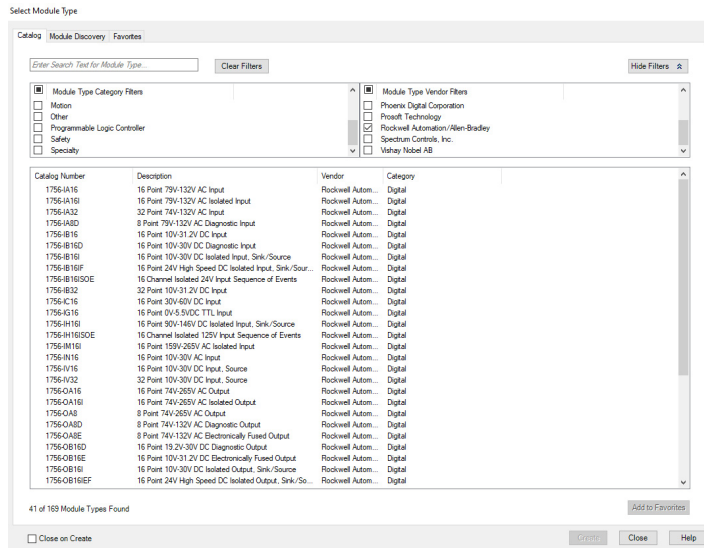 Select Module Type
Catalog Module Discovery Favorites
Enter Search Text for Module Type... Clear Filters Hide Filters
Module Type Category Filters Module Type Vendor Filters
Motion Phoenix Digital Corporation
Other Prosoft Technology
Programmable Logic Controller Rockwell Automation/Allen-Bradley
Safety Spectrum Controls, Inc.
Specialty Vishay Nobel AB
Catalog Number Description Vendor Category
1756-IA16 16 Point 79V-132V AC Input Rockwell Autom... Digital
1756-IA16I 16 Point 79V-132V AC Isolated Input Rockwell Autom... Digital
1756-IA32 32 Point 74V-132V AC Input Rockwell Autom... Digital
1756-IA8D 8 Point 79V-132V AC Diagnostic Input Rockwell Autom... Digital
1756-IB16 16 Point 10V-31.2V DC Input Rockwell Autom... Digital
1756-IB16D 16 Point 10V-30V DC Diagnostic Input Rockwell Autom... Digital
1756-IB16I 16 Point 10V-30V DC Isolated Input, Sink/Source Rockwell Autom... Digital
1756-IB16IF 16 Point 24V High Speed DC Isolated Input, Sink/Sour... Rockwell Autom... Digital
1756-IB16ISOE 16 Channel Isolated 24V Input Sequence of Events Rockwell Autom... Digital
1756-IB32 32 Point 10V-31.2V DC Input Rockwell Autom... Digital
1756-IC16 16 Point 30V-60V DC Input Rockwell Autom... Digital
1756-IG16 16 Point 0V-5.5VDC TTL Input Rockwell Autom... Digital
1756-IH16I 16 Point 90V-146V DC Isolated Input, Sink/Source Rockwell Autom... Digital
1756-IH16ISOE 16 Channel Isolated 125V Input Sequence of Events Rockwell Autom... Digital
1756-IM16I 16 Point 159V-265V AC Isolated Input Rockwell Autom... Digital
1756-IN16 16 Point 10V-30V AC Input Rockwell Autom... Digital
1756-IV16 16 Point 10V-30V DC Input, Source Rockwell Autom... Digital
1756-IV32 32 Point 10V-30V DC Input, Source Rockwell Autom... Digital
1756-OA16 16 Point 74V-265V AC Output Rockwell Autom... Digital
1756-OA16I 16 Point 74V-265V AC Isolated Output Rockwell Autom... Digital
1756-OA8 8 Point 74V-265V AC Output Rockwell Autom... Digital
1756-OA8D 8 Point 74V-132V AC Diagnostic Output Rockwell Autom... Digital
1756-OA8E 8 Point 74V-132V AC Electronically Fused Output Rockwell Autom... Digital
1756-OB16D 16 Point 19.2V-30V DC Diagnostic Output Rockwell Autom... Digital
1756-OB16E 16 Point 10V-31.2V DC Electronically Fused Output Rockwell Autom... Digital
1756-OB16I 16 Point 10V-30V DC Isolated Output, Sink/Source Rockwell Autom... Digital
1756-OB16IEF 16 Point 24V High Speed DC Isolated Output, Sink/So... Rockwell Autom... Digital
41 of 169 Module Types Found Add to Favorites
Close on Create Create Close Help